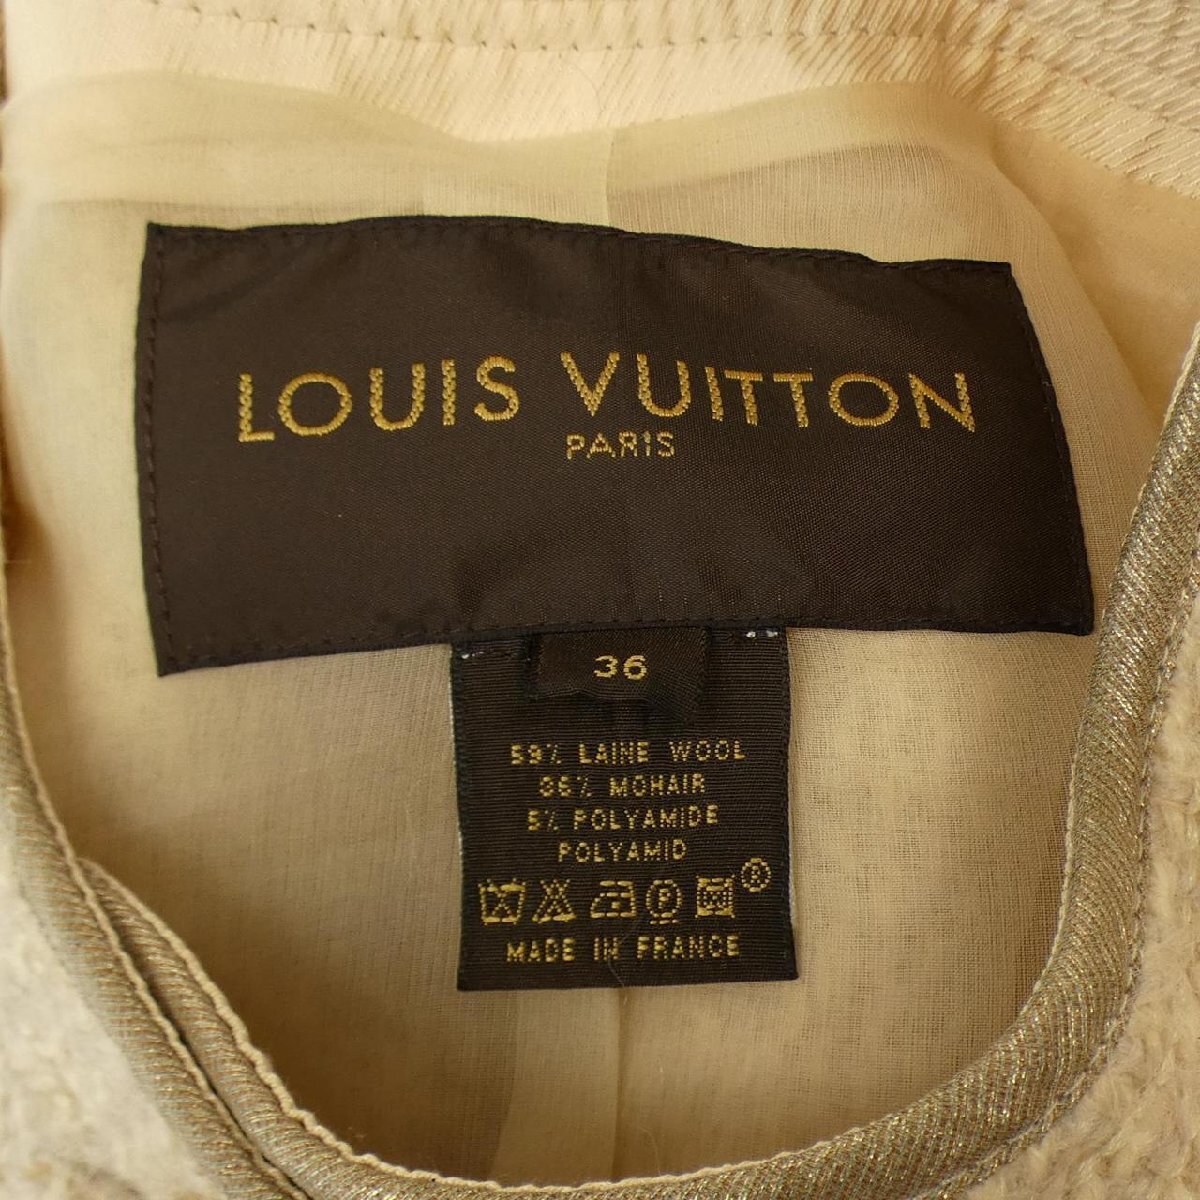 LOUIS VUITTON
PARIS
36
59% LAINE WOOL
36% MOHAIR
5% POLYAMIDE
POLYAMID
P M ®
MADE IN FRANCE